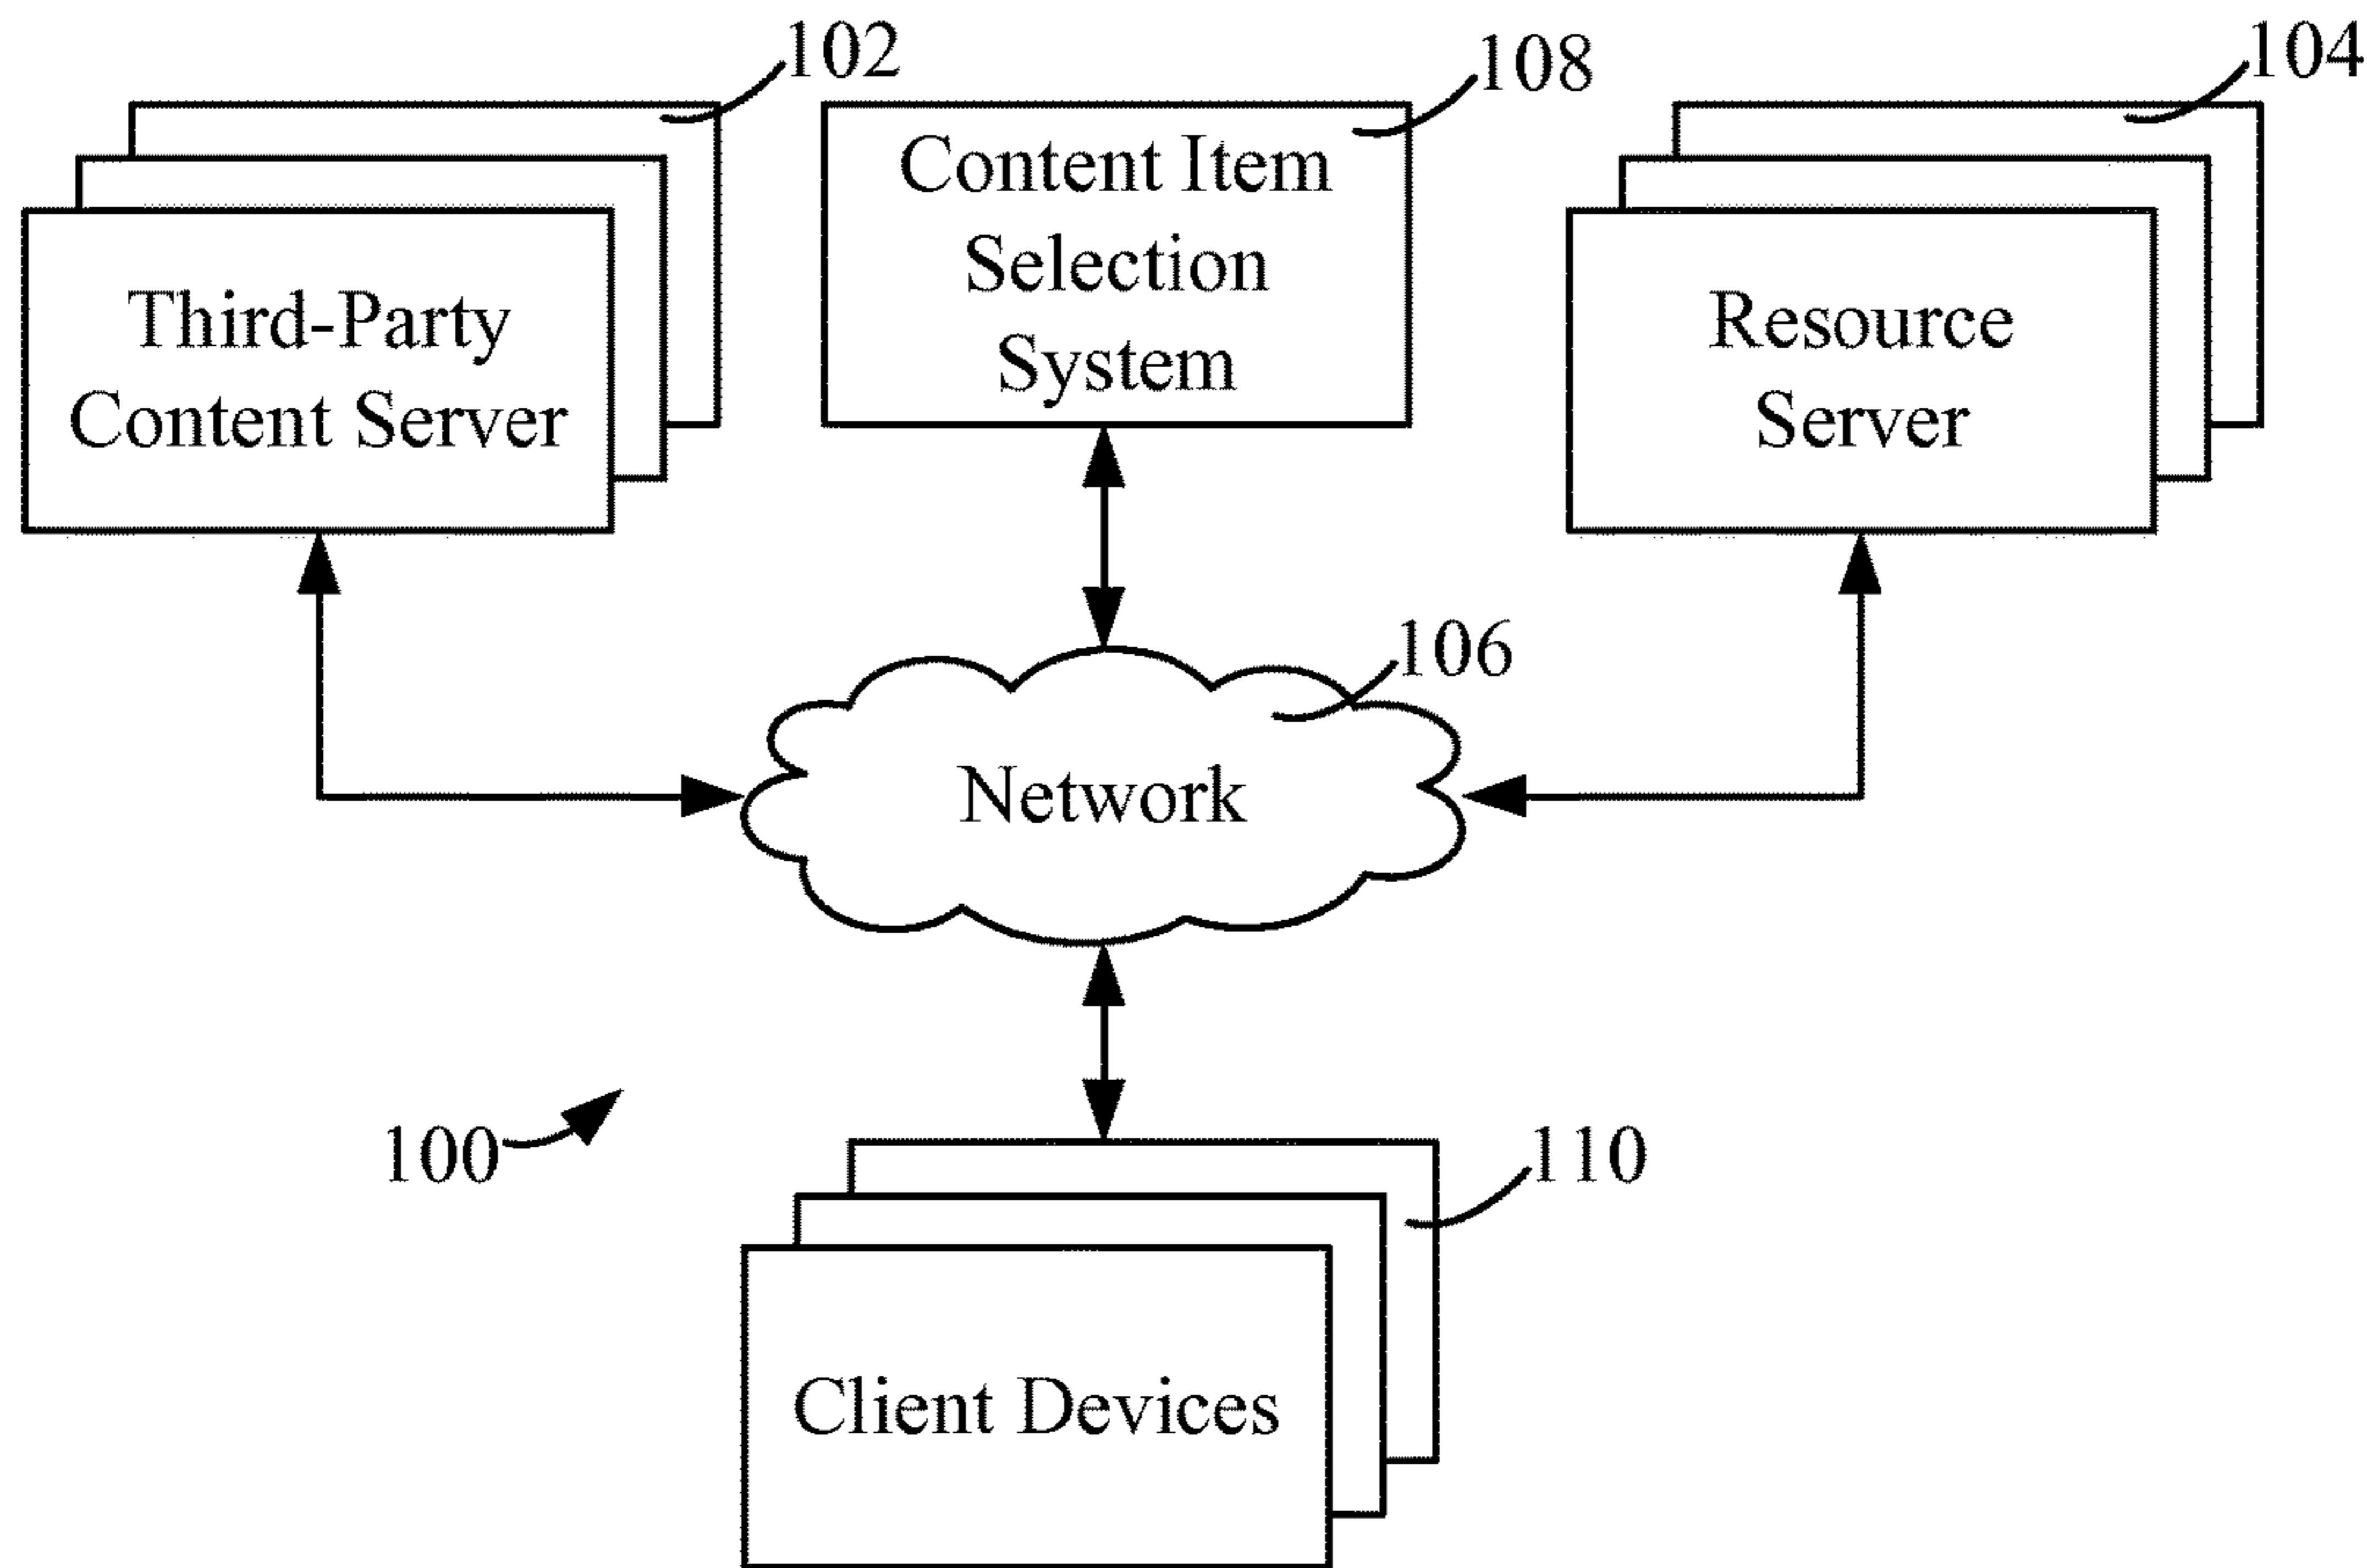 102
108
104
Content Item
Selection
System
Third-Party
Content Server
Resource
Server
106
Network
100
110
Client Devices